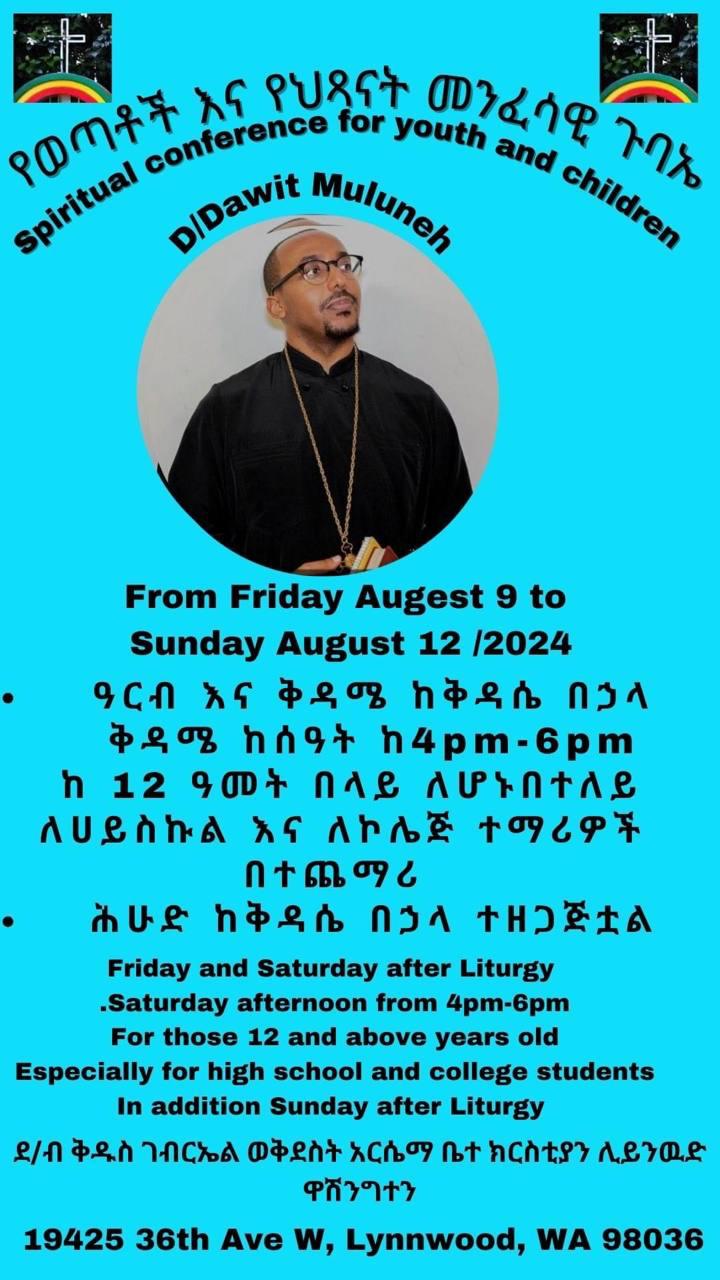 የወጣቶች እና የህጻናት መንፈሳዊ ጉባኤ
Spiritual conference for youth and children
D/Dawit Muluneh
From Friday Augest 9 to
Sunday August 12 /2024
• ዓርብ እና ቅዳሜ ከቅዳሴ በኃላ
ቅዳሜ ከሰዓት ከ4pm-6pm
ከ 12 ዓመት በላይ ለሆኑበተለይ
ለሀይስኩል እና ለኮሌጅ ተማሪዎች
በተጨማሪ
• ሕሁድ ከቅዳሴ በኃላ ተዘጋጅቷል
Friday and Saturday after Liturgy
.Saturday afternoon from 4pm-6pm
For those 12 and above years old
Especially for high school and college students
In addition Sunday after Liturgy
ደ/ብ ቅዱስ ገብርኤል ወቅደስት አርሴማ ቤተ ክርስቲያን ሊይንዉድ
ዋሽንግተን
19425 36th Ave W, Lynnwood, WA 98036